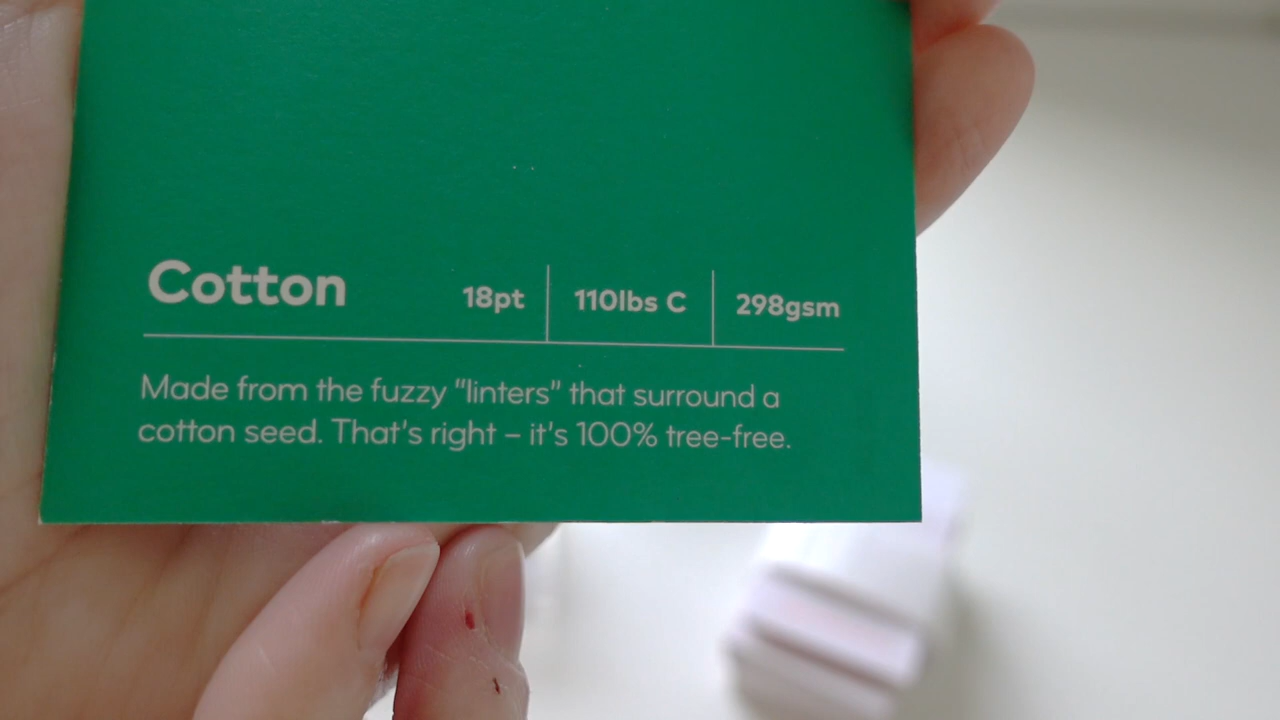 Cotton 18pt 110lbs C 298gsm
Made from the fuzzy "linters" that surround a
cotton seed. That's right – it's 100% tree-free.